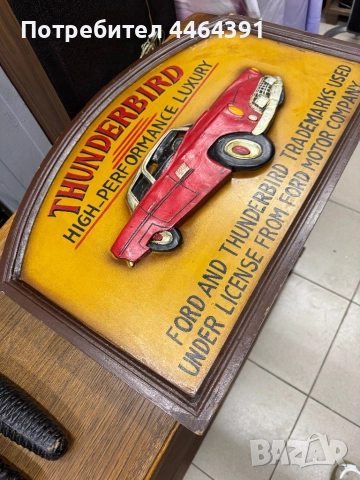 Потребител 4464391
THUNDERBIRD
HIGH-PERFORMANCE LUXURY
FORD AND THUNDERBIRD TRADEMARKS USED
UNDER LICENSE FROM FORD MOTOR COMPANY
BAZAR